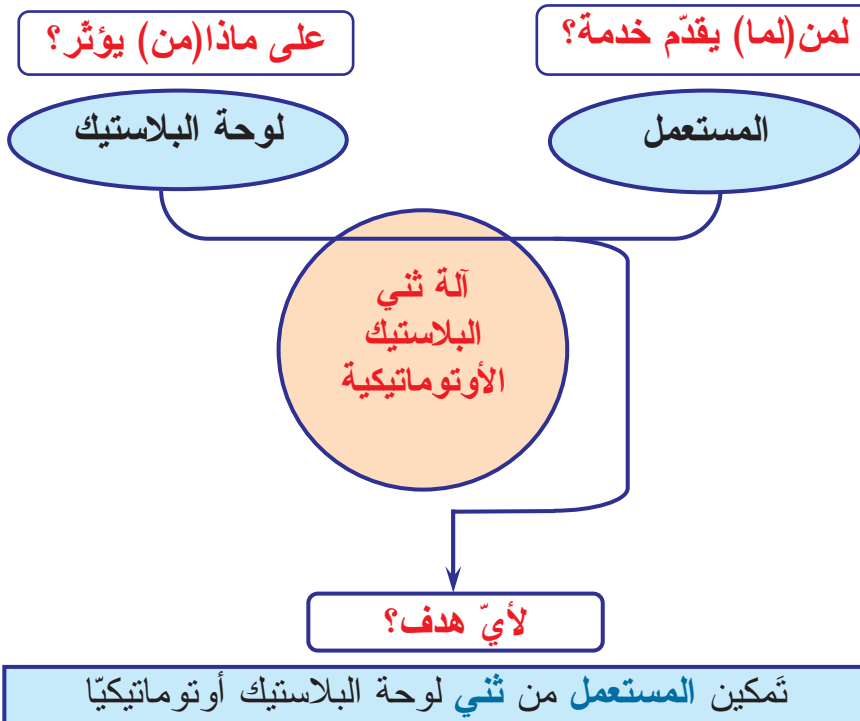 لمن(لما) يقدّم خدمة؟
على ماذا(من) يؤثّر؟
المستعمل
لوحة البلاستيك
آلة ثني
البلاستيك
الأوتوماتيكية
لأيّ هدف؟
تَمكين المستعمل من ثني لوحة البلاستيك أوتوماتيكيّا